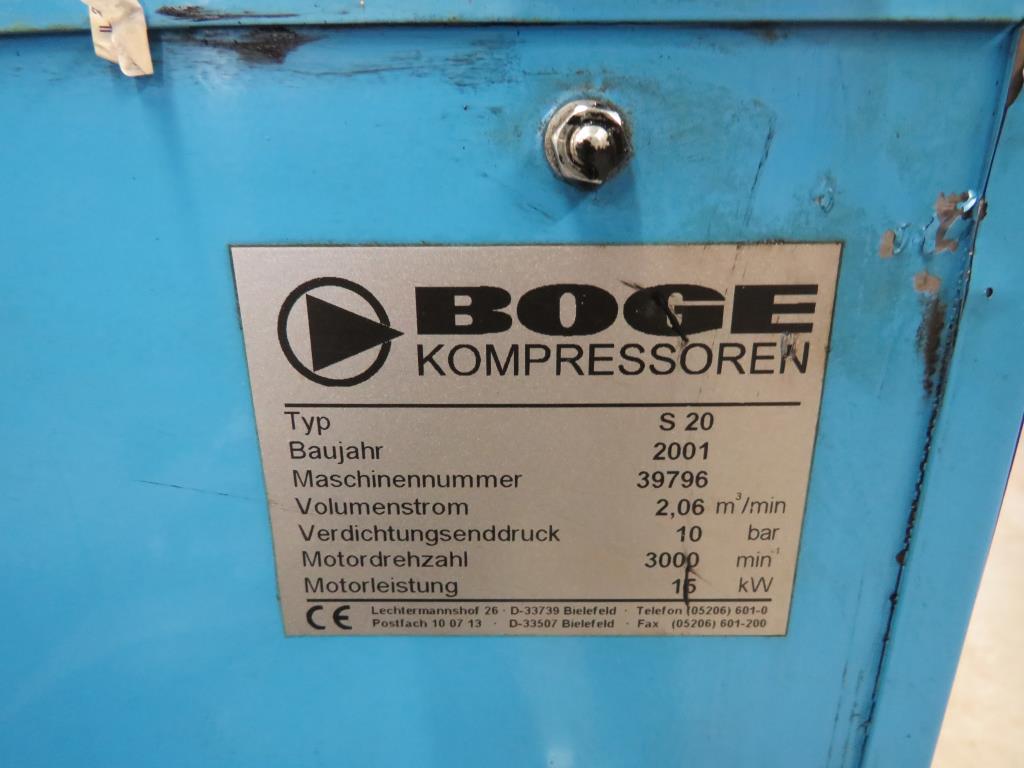 BOGE
KOMPRESSOREN
Typ S 20
Baujahr 2001
Maschinennummer 39796
Volumenstrom 2,06 m³/min
Verdichtungsenddruck 10 bar
Motordrehzahl 3000 min⁻¹
Motorleistung 15 kW
CE Lechtermannshof 26 · D-33739 Bielefeld · Telefon (05206) 601-0
Postfach 10 07 13 · D-33507 Bielefeld · Fax (05206) 601-200